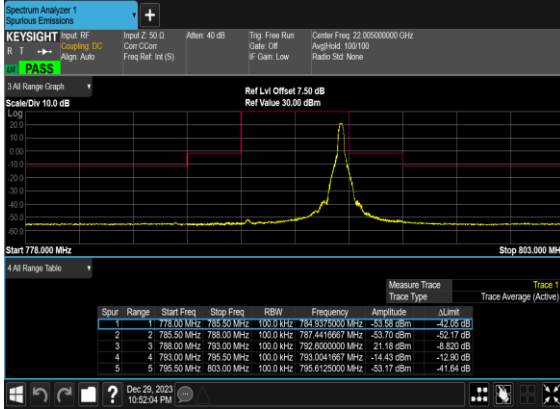 Spectrum Analyzer 1
Spurious Emissions
+
KEYSIGHT Input: RF Input Z: 50 Ω Atten: 40 dB Trig: Free Run Center Freq: 22.005000000 GHz
R T Coupling: DC Corr CCorr Gate: Off Avg|Hold: 100/100
Align: Auto Freq Ref: Int (S) IF Gain: Low Radio Std: None
PASS
3 All Range Graph Ref Lvl Offset 7.50 dB
Scale/Div 10.0 dB Ref Value 30.00 dBm
Log
20.0
10.0
0.00
-10.0
-20.0
-30.0
-40.0
-50.0
-60.0
Start 778.000 MHz Stop 803.000 MH
4 All Range Table
Measure Trace Trace 1
Trace Type Trace Average (Active)
Spur Range Start Freq Stop Freq RBW Frequency Amplitude ΔLimit
1 1 778.00 MHz 785.50 MHz 100.0 kHz 784.9375000 MHz -53.58 dBm -42.05 dB
2 2 785.50 MHz 788.00 MHz 100.0 kHz 787.4416667 MHz -53.70 dBm -52.17 dB
3 3 788.00 MHz 793.00 MHz 100.0 kHz 792.6000000 MHz 21.18 dBm -8.820 dB
4 4 793.00 MHz 795.50 MHz 100.0 kHz 793.0041667 MHz -14.43 dBm -12.90 dB
5 5 795.50 MHz 803.00 MHz 100.0 kHz 795.6125000 MHz -53.17 dBm -41.64 dB
? Dec 29, 2023
10:52:04 PM